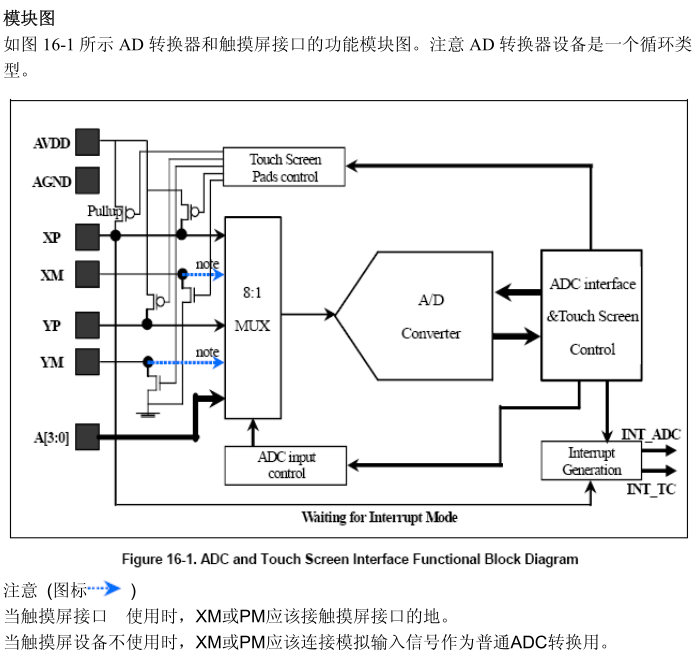 模块图
如图 16-1 所示 AD 转换器和触摸屏接口的功能模块图。注意 AD 转换器设备是一个循环类
型。
AVDD
AGND
Pullup
XP
XM
YP
YM
A[3:0]
note
note
Touch Screen
Pads control
8:1
MUX
A/D
Converter
ADC interface
&Touch Screen
Control
ADC input
control
Interrupt
Generation
INT_ADC
INT_TC
Waiting for Interrupt Mode
Figure 16-1. ADC and Touch Screen Interface Functional Block Diagram
注意 (图标 )
当触摸屏接口 使用时，XM或PM应该接触摸屏接口的地。
当触摸屏设备不使用时，XM或PM应该连接模拟输入信号作为普通ADC转换用。